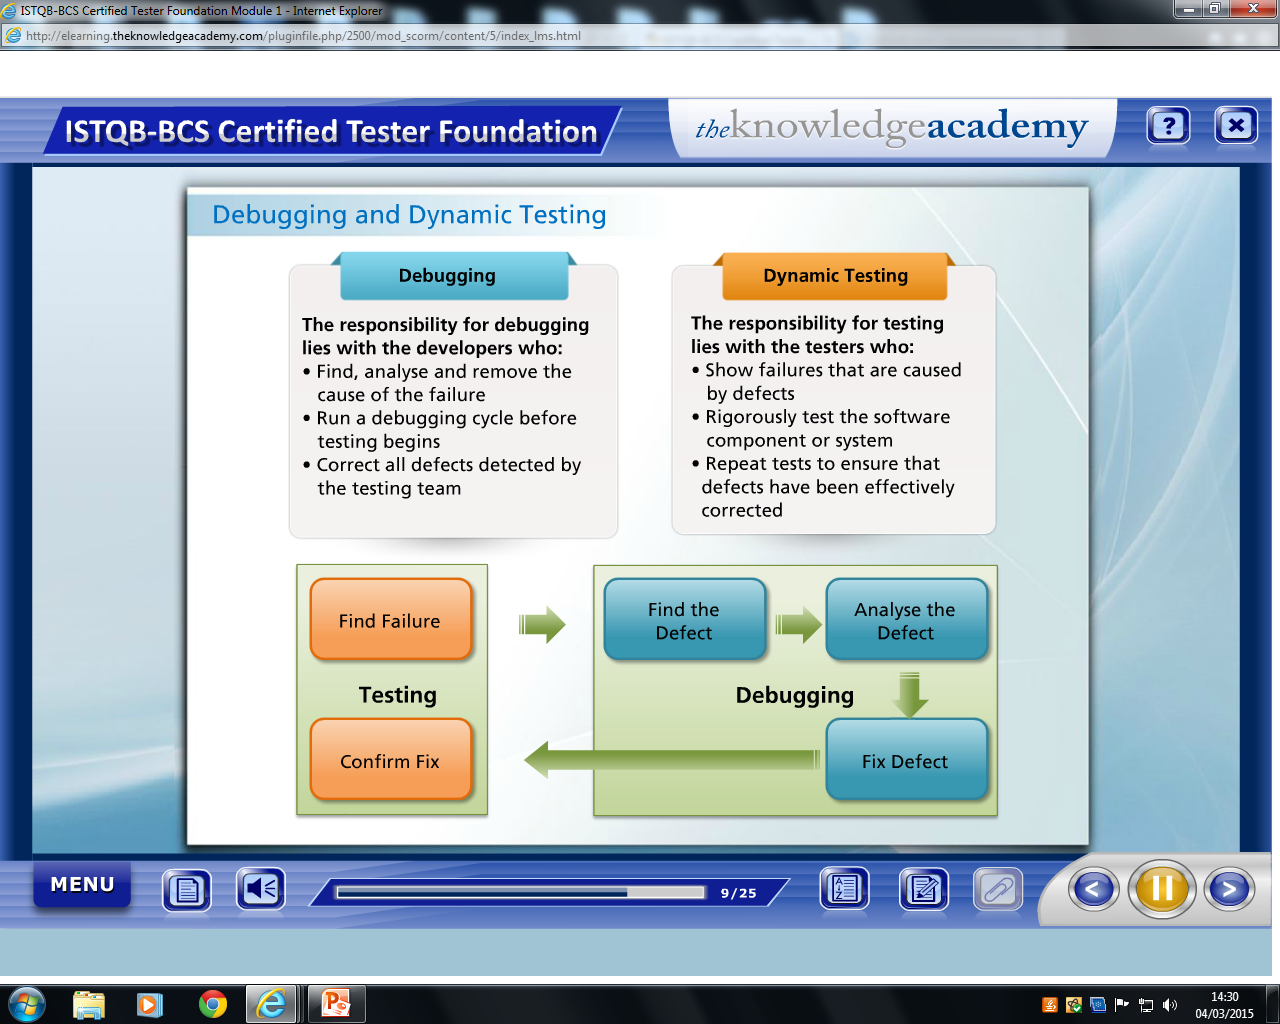 ISTQB-BCS Certified Tester Foundation Module 1 - Internet Explorer
http://elearning.theknowledgeacademy.com/pluginfile.php/2500/mod_scorm/content/5/index_lms.html
ISTQB-BCS Certified Tester Foundation
theknowledgeacademy
?
Debugging and Dynamic Testing
Debugging
The responsibility for debugging
lies with the developers who:
• Find, analyse and remove the
cause of the failure
• Run a debugging cycle before
testing begins
• Correct all defects detected by
the testing team
Dynamic Testing
The responsibility for testing
lies with the testers who:
• Show failures that are caused
by defects
• Rigorously test the software
component or system
• Repeat tests to ensure that
defects have been effectively
corrected
Find Failure
Testing
Confirm Fix
Find the
Defect
Analyse the
Defect
Debugging
Fix Defect
MENU
9/25
14:30
04/03/2015